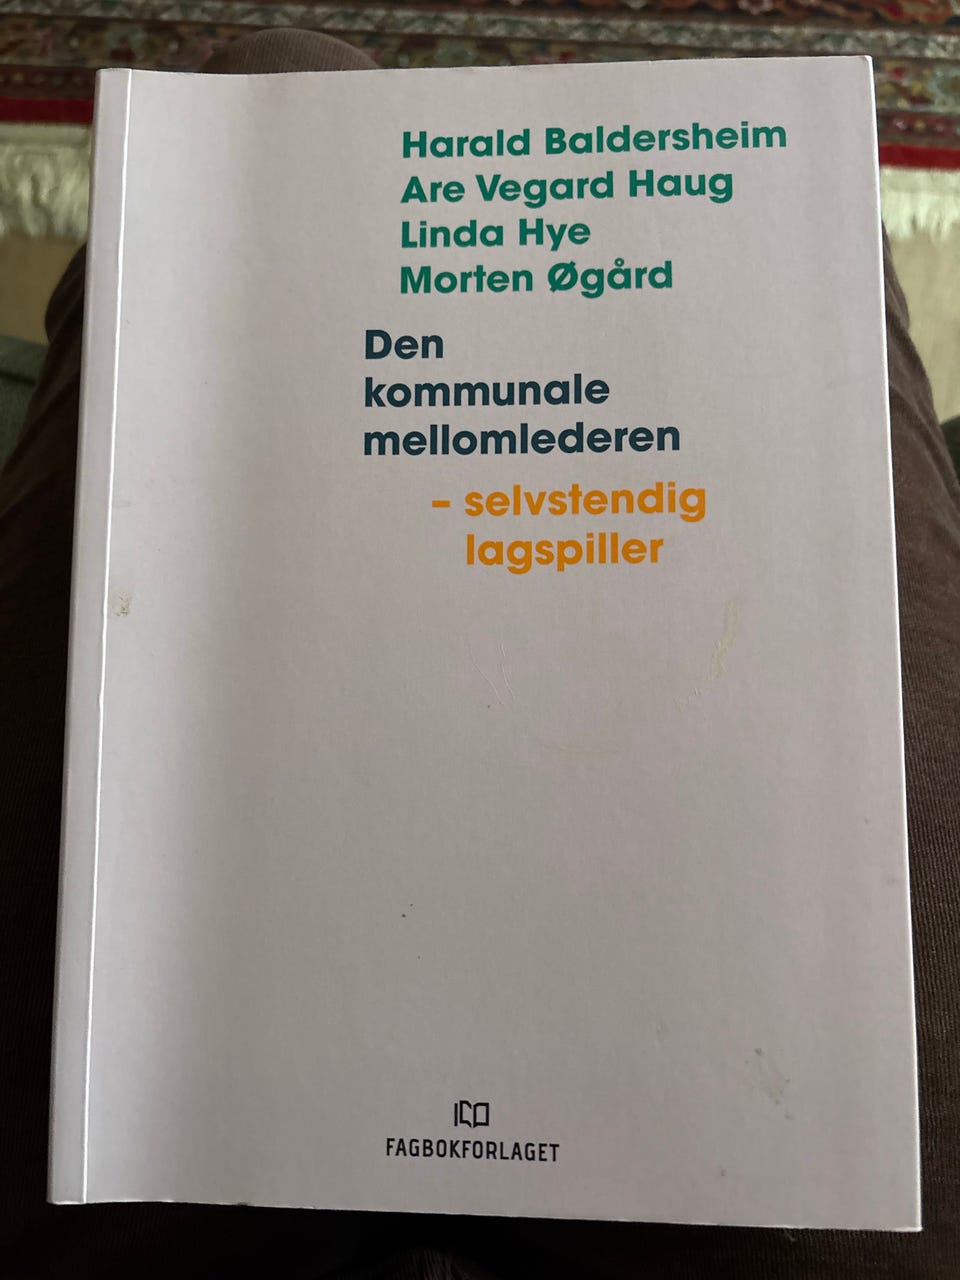 Harald Baldersheim
Are Vegard Haug
Linda Hye
Morten Øgård
Den
kommunale
mellomlederen
– selvstendig
lagspiller
FAGBOKFORLAGET